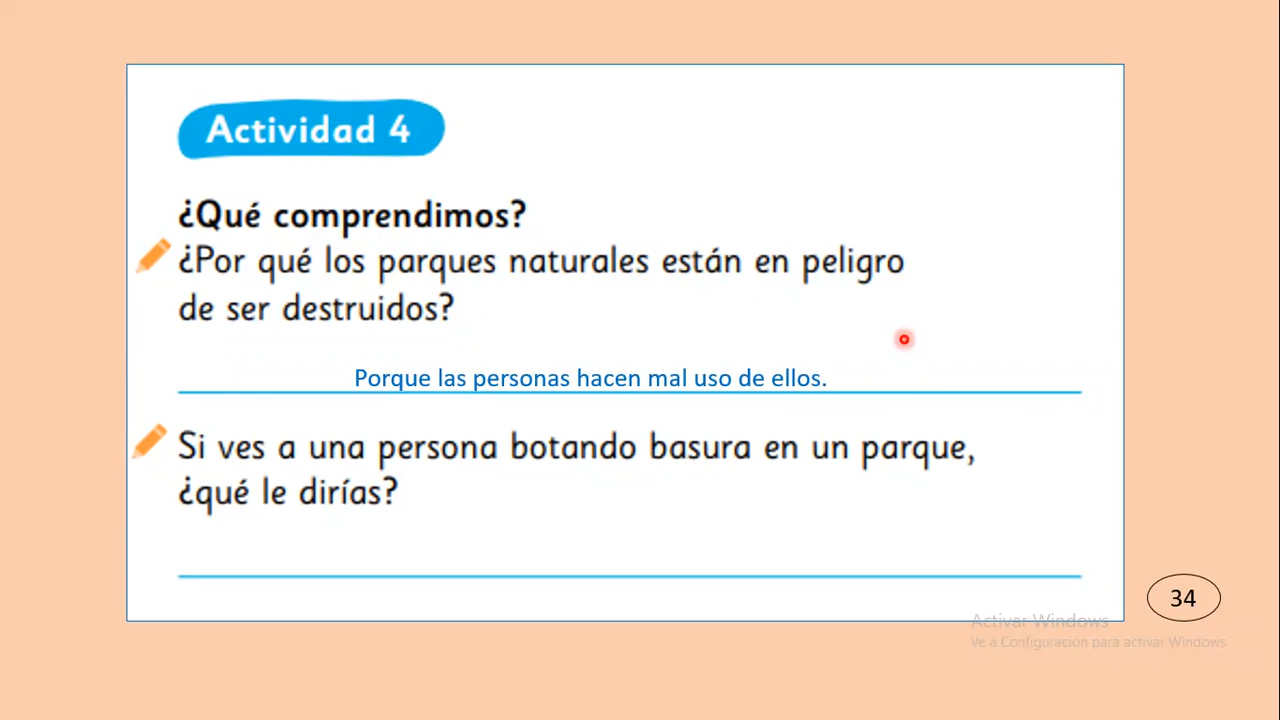 Actividad 4
¿Qué comprendimos?
¿Por qué los parques naturales están en peligro
de ser destruidos?
Porque las personas hacen mal uso de ellos.
Si ves a una persona botando basura en un parque,
¿qué le dirías?
34
Activar Windows
Ve a Configuración para activar Windows.